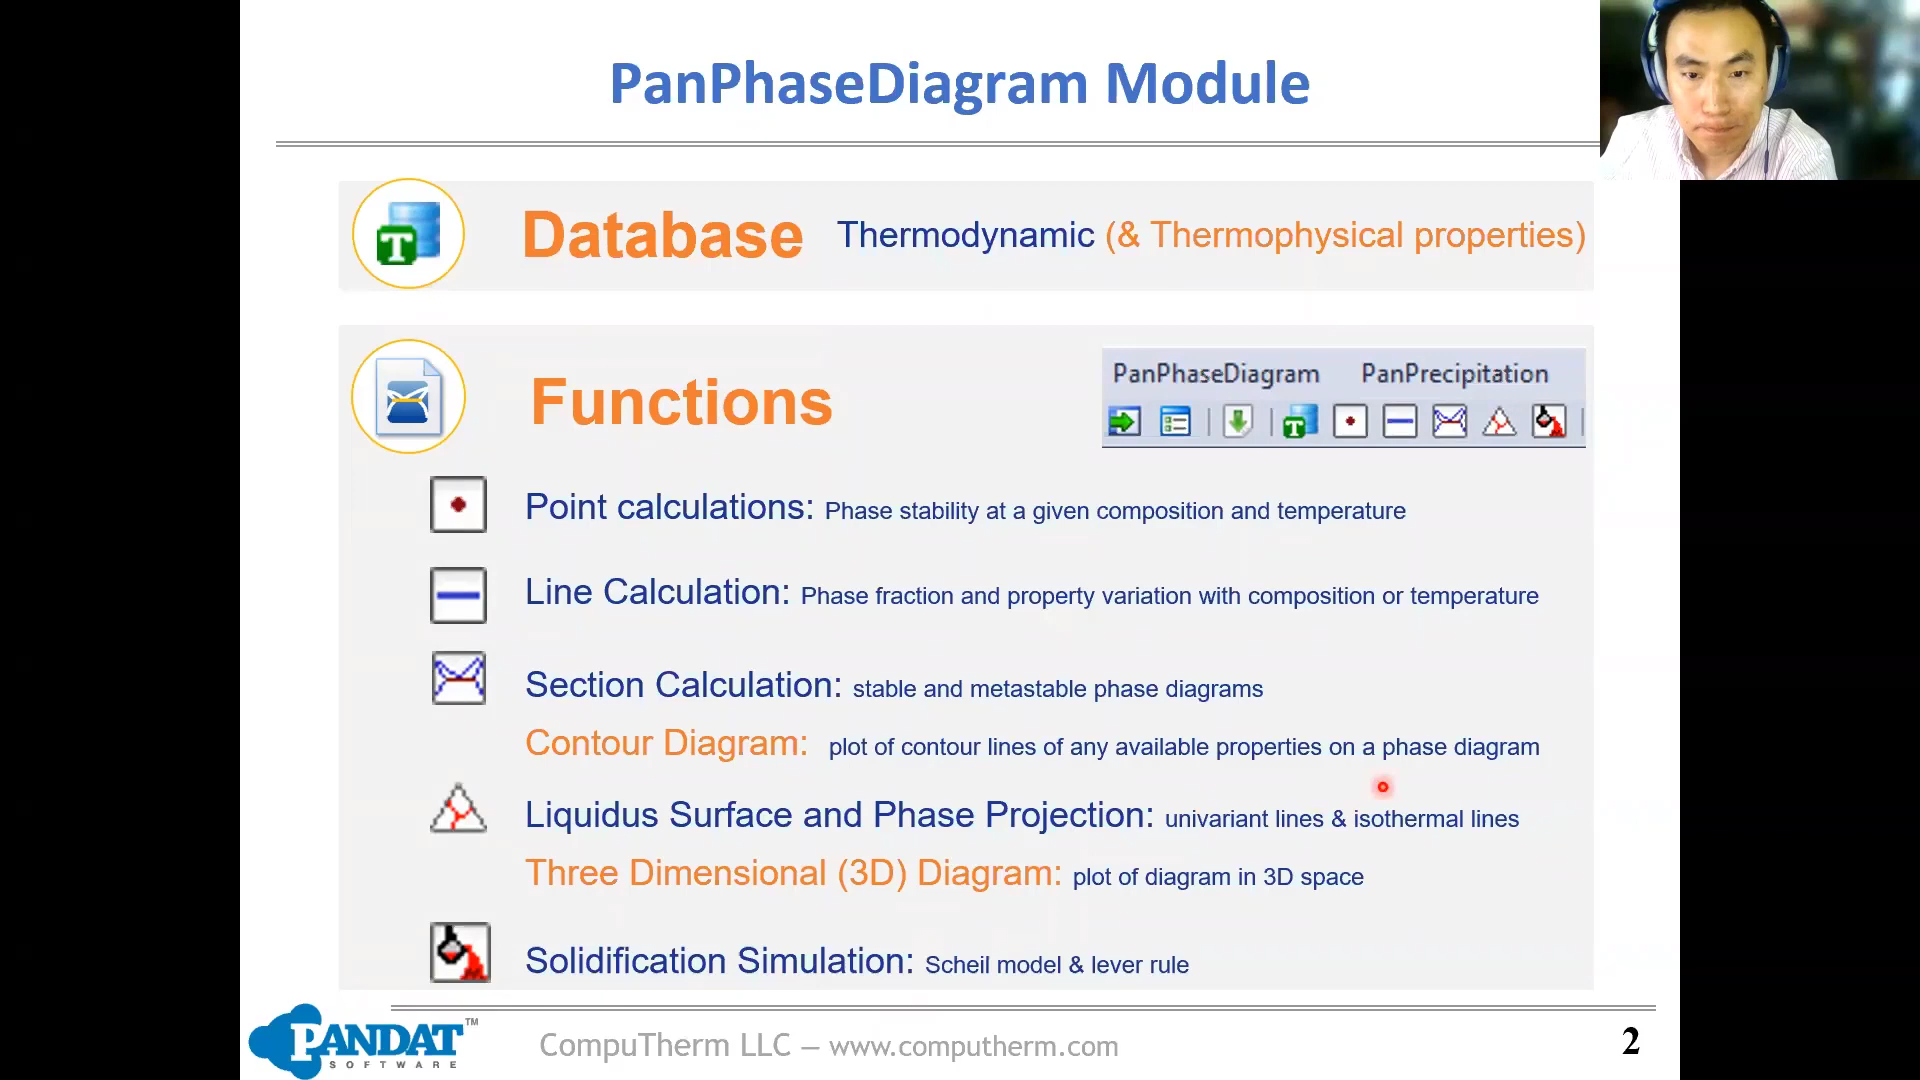 PanPhaseDiagram Module
T
Database Thermodynamic (& Thermophysical properties)
Functions
PanPhaseDiagram PanPrecipitation
T
Point calculations: Phase stability at a given composition and temperature
Line Calculation: Phase fraction and property variation with composition or temperature
Section Calculation: stable and metastable phase diagrams
Contour Diagram: plot of contour lines of any available properties on a phase diagram
Liquidus Surface and Phase Projection: univariant lines & isothermal lines
Three Dimensional (3D) Diagram: plot of diagram in 3D space
Solidification Simulation: Scheil model & lever rule
PANDAT™
SOFTWARE
CompuTherm LLC – www.computherm.com
2